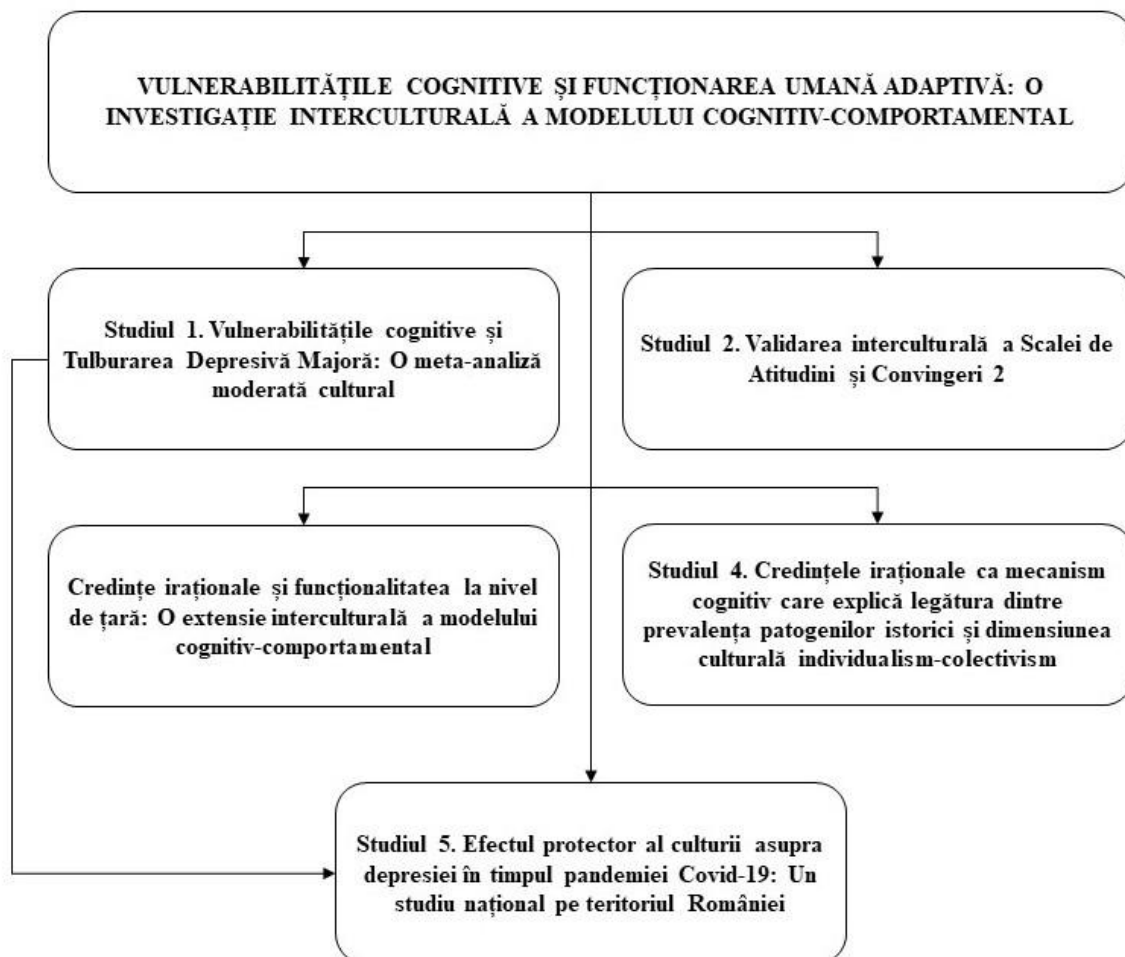 VULNERABILITĂȚILE COGNITIVE ȘI FUNCȚIONAREA UMANĂ ADAPTIVĂ: O
INVESTIGAȚIE INTERCULTURALĂ A MODELULUI COGNITIV-COMPORTAMENTAL
Studiul 1. Vulnerabilitățile cognitive și
Tulburarea Depresivă Majoră: O meta-analiză
moderată cultural
Studiul 2. Validarea interculturală a Scalei de
Atitudini și Convingeri 2
Credințe iraționale și funcționalitatea la nivel
de țară: O extensie interculturală a modelului
cognitiv-comportamental
Studiul 4. Credințele iraționale ca mecanism
cognitiv care explică legătura dintre
prevalența patogenilor istorici și dimensiunea
culturală individualism-colectivism
Studiul 5. Efectul protector al culturii asupra
depresiei în timpul pandemiei Covid-19: Un
studiu național pe teritoriul României